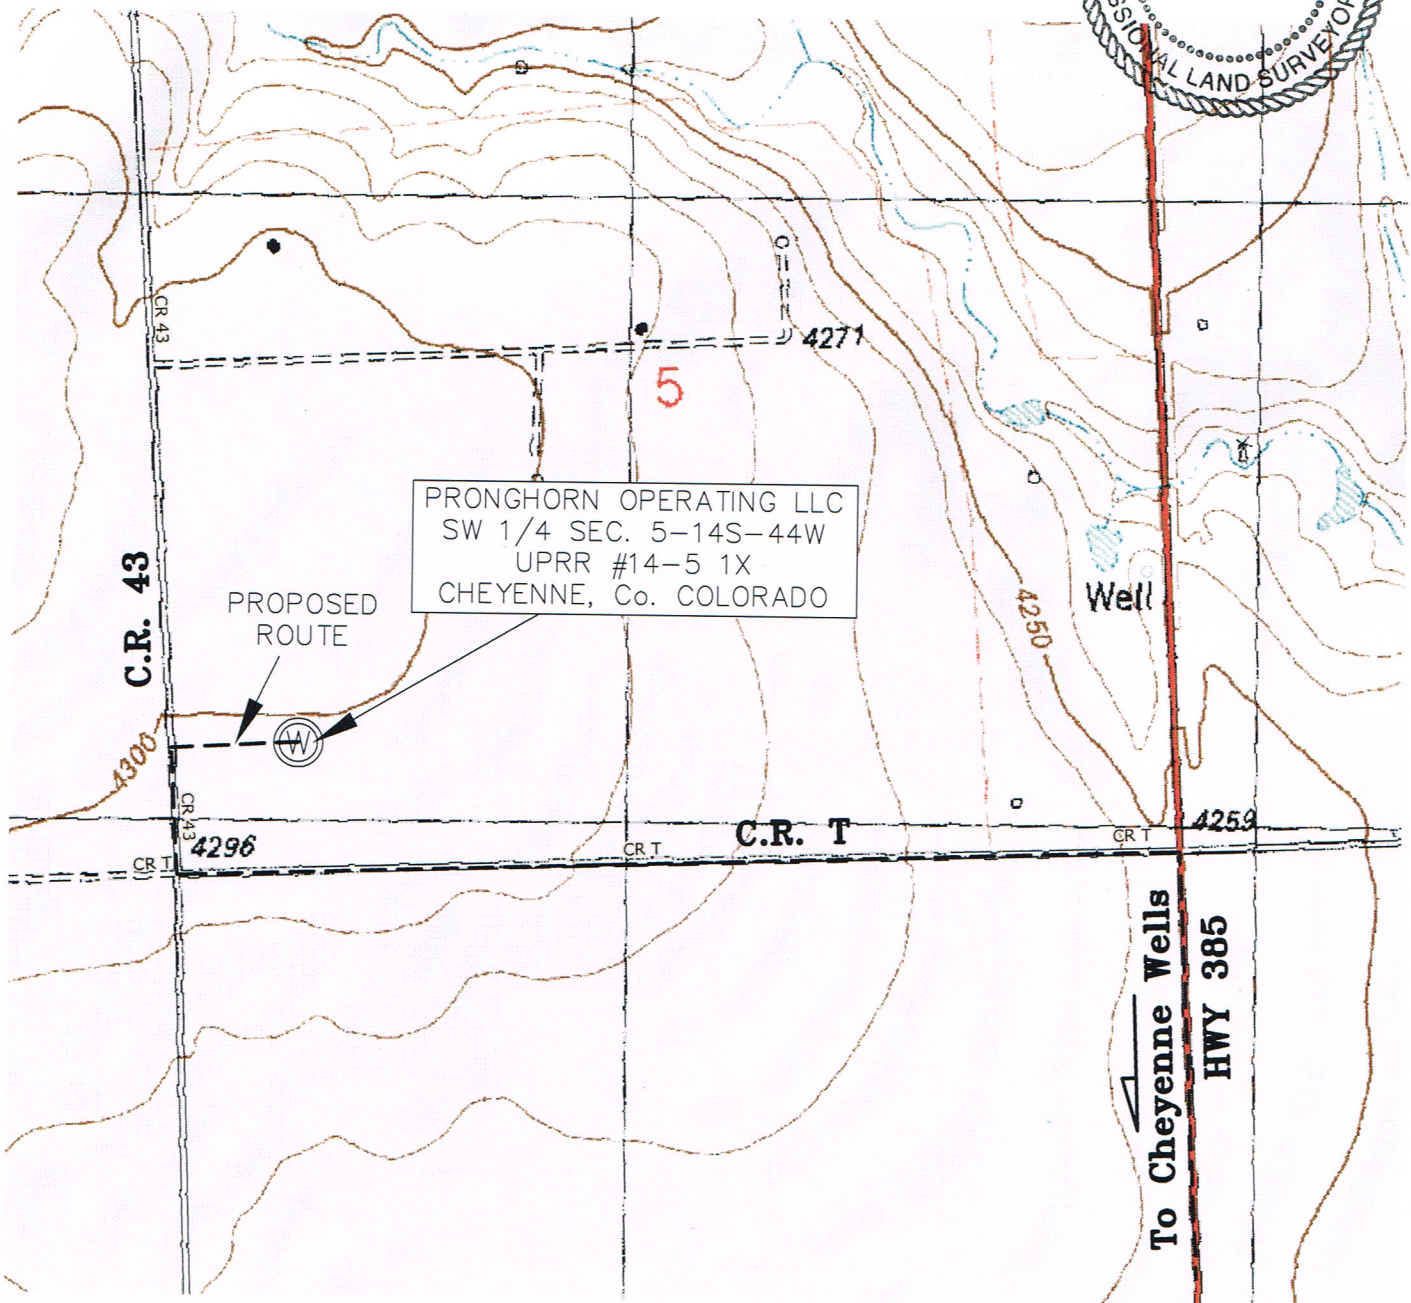 SSIONAL LAND SURVEYOR
CR 43
4271
5
PRONGHORN OPERATING LLC
SW 1/4 SEC. 5-14S-44W
UPRR #14-5 1X
CHEYENNE, Co. COLORADO
C.R. 43
PROPOSED
ROUTE
Well
4250
4300
CR 43
4296
CR T
CR T
C.R. T
CR T
4259
To Cheyenne Wells
HWY 385
W